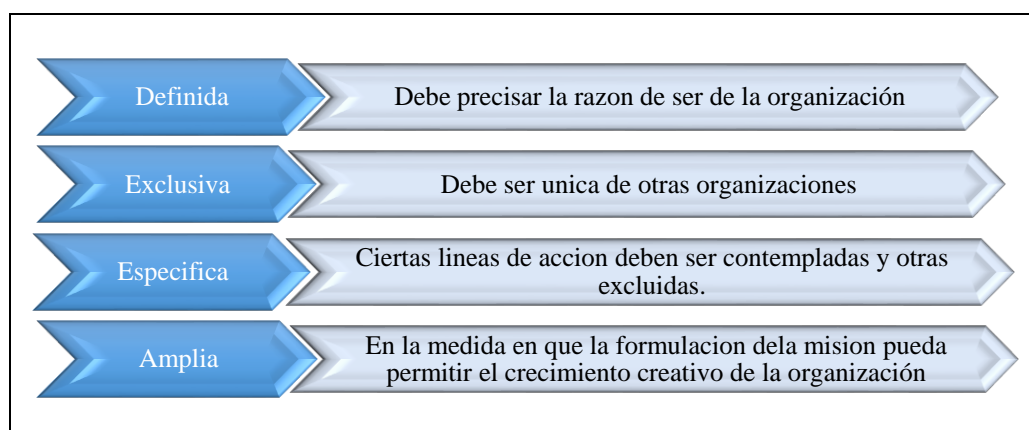 Definida
Debe precisar la razon de ser de la organización
Exclusiva
Debe ser unica de otras organizaciones
Especifica
Ciertas lineas de accion deben ser contempladas y otras
excluidas.
Amplia
En la medida en que la formulacion dela mision pueda
permitir el crecimiento creativo de la organización